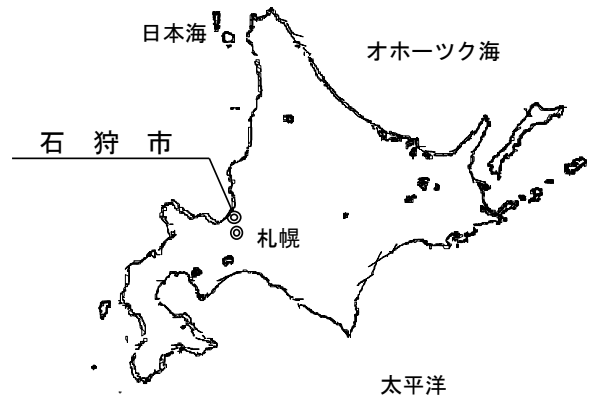 日本海
オホーツク海
石狩市
札幌
太平洋